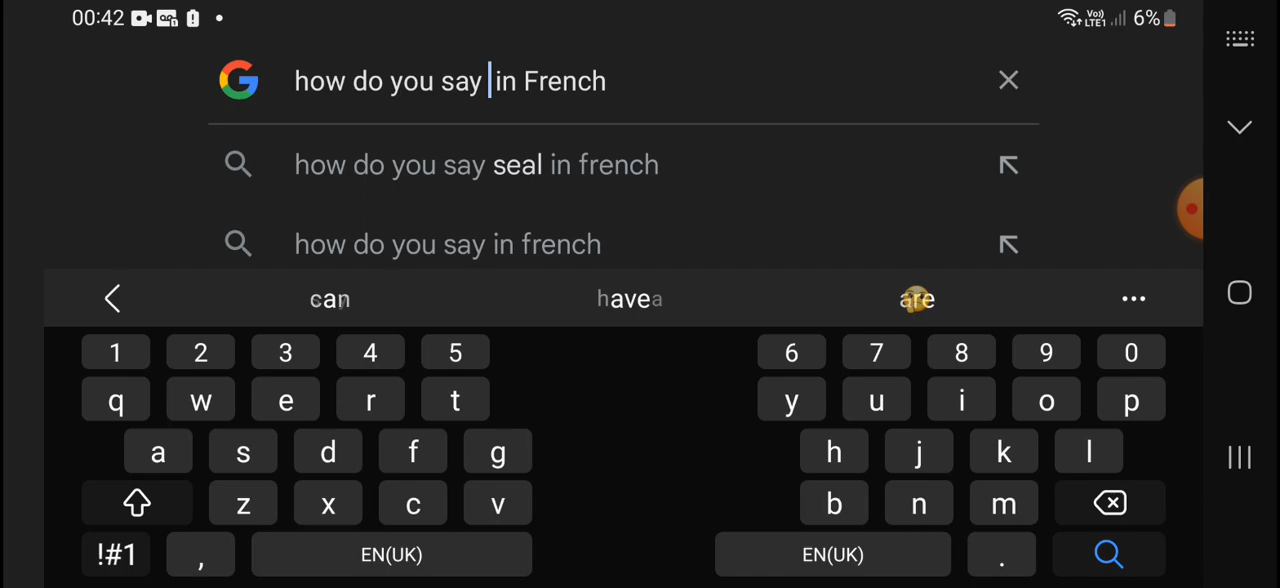 00:42 6%
Vo))
LTE1
how do you say in French
how do you say seal in french
how do you say in french
can have are
1 2 3 4 5 6 7 8 9 0
q w e r t y u i o p
a s d f g h j k l
z x c v b n m
!#1 , EN(UK) EN(UK) .